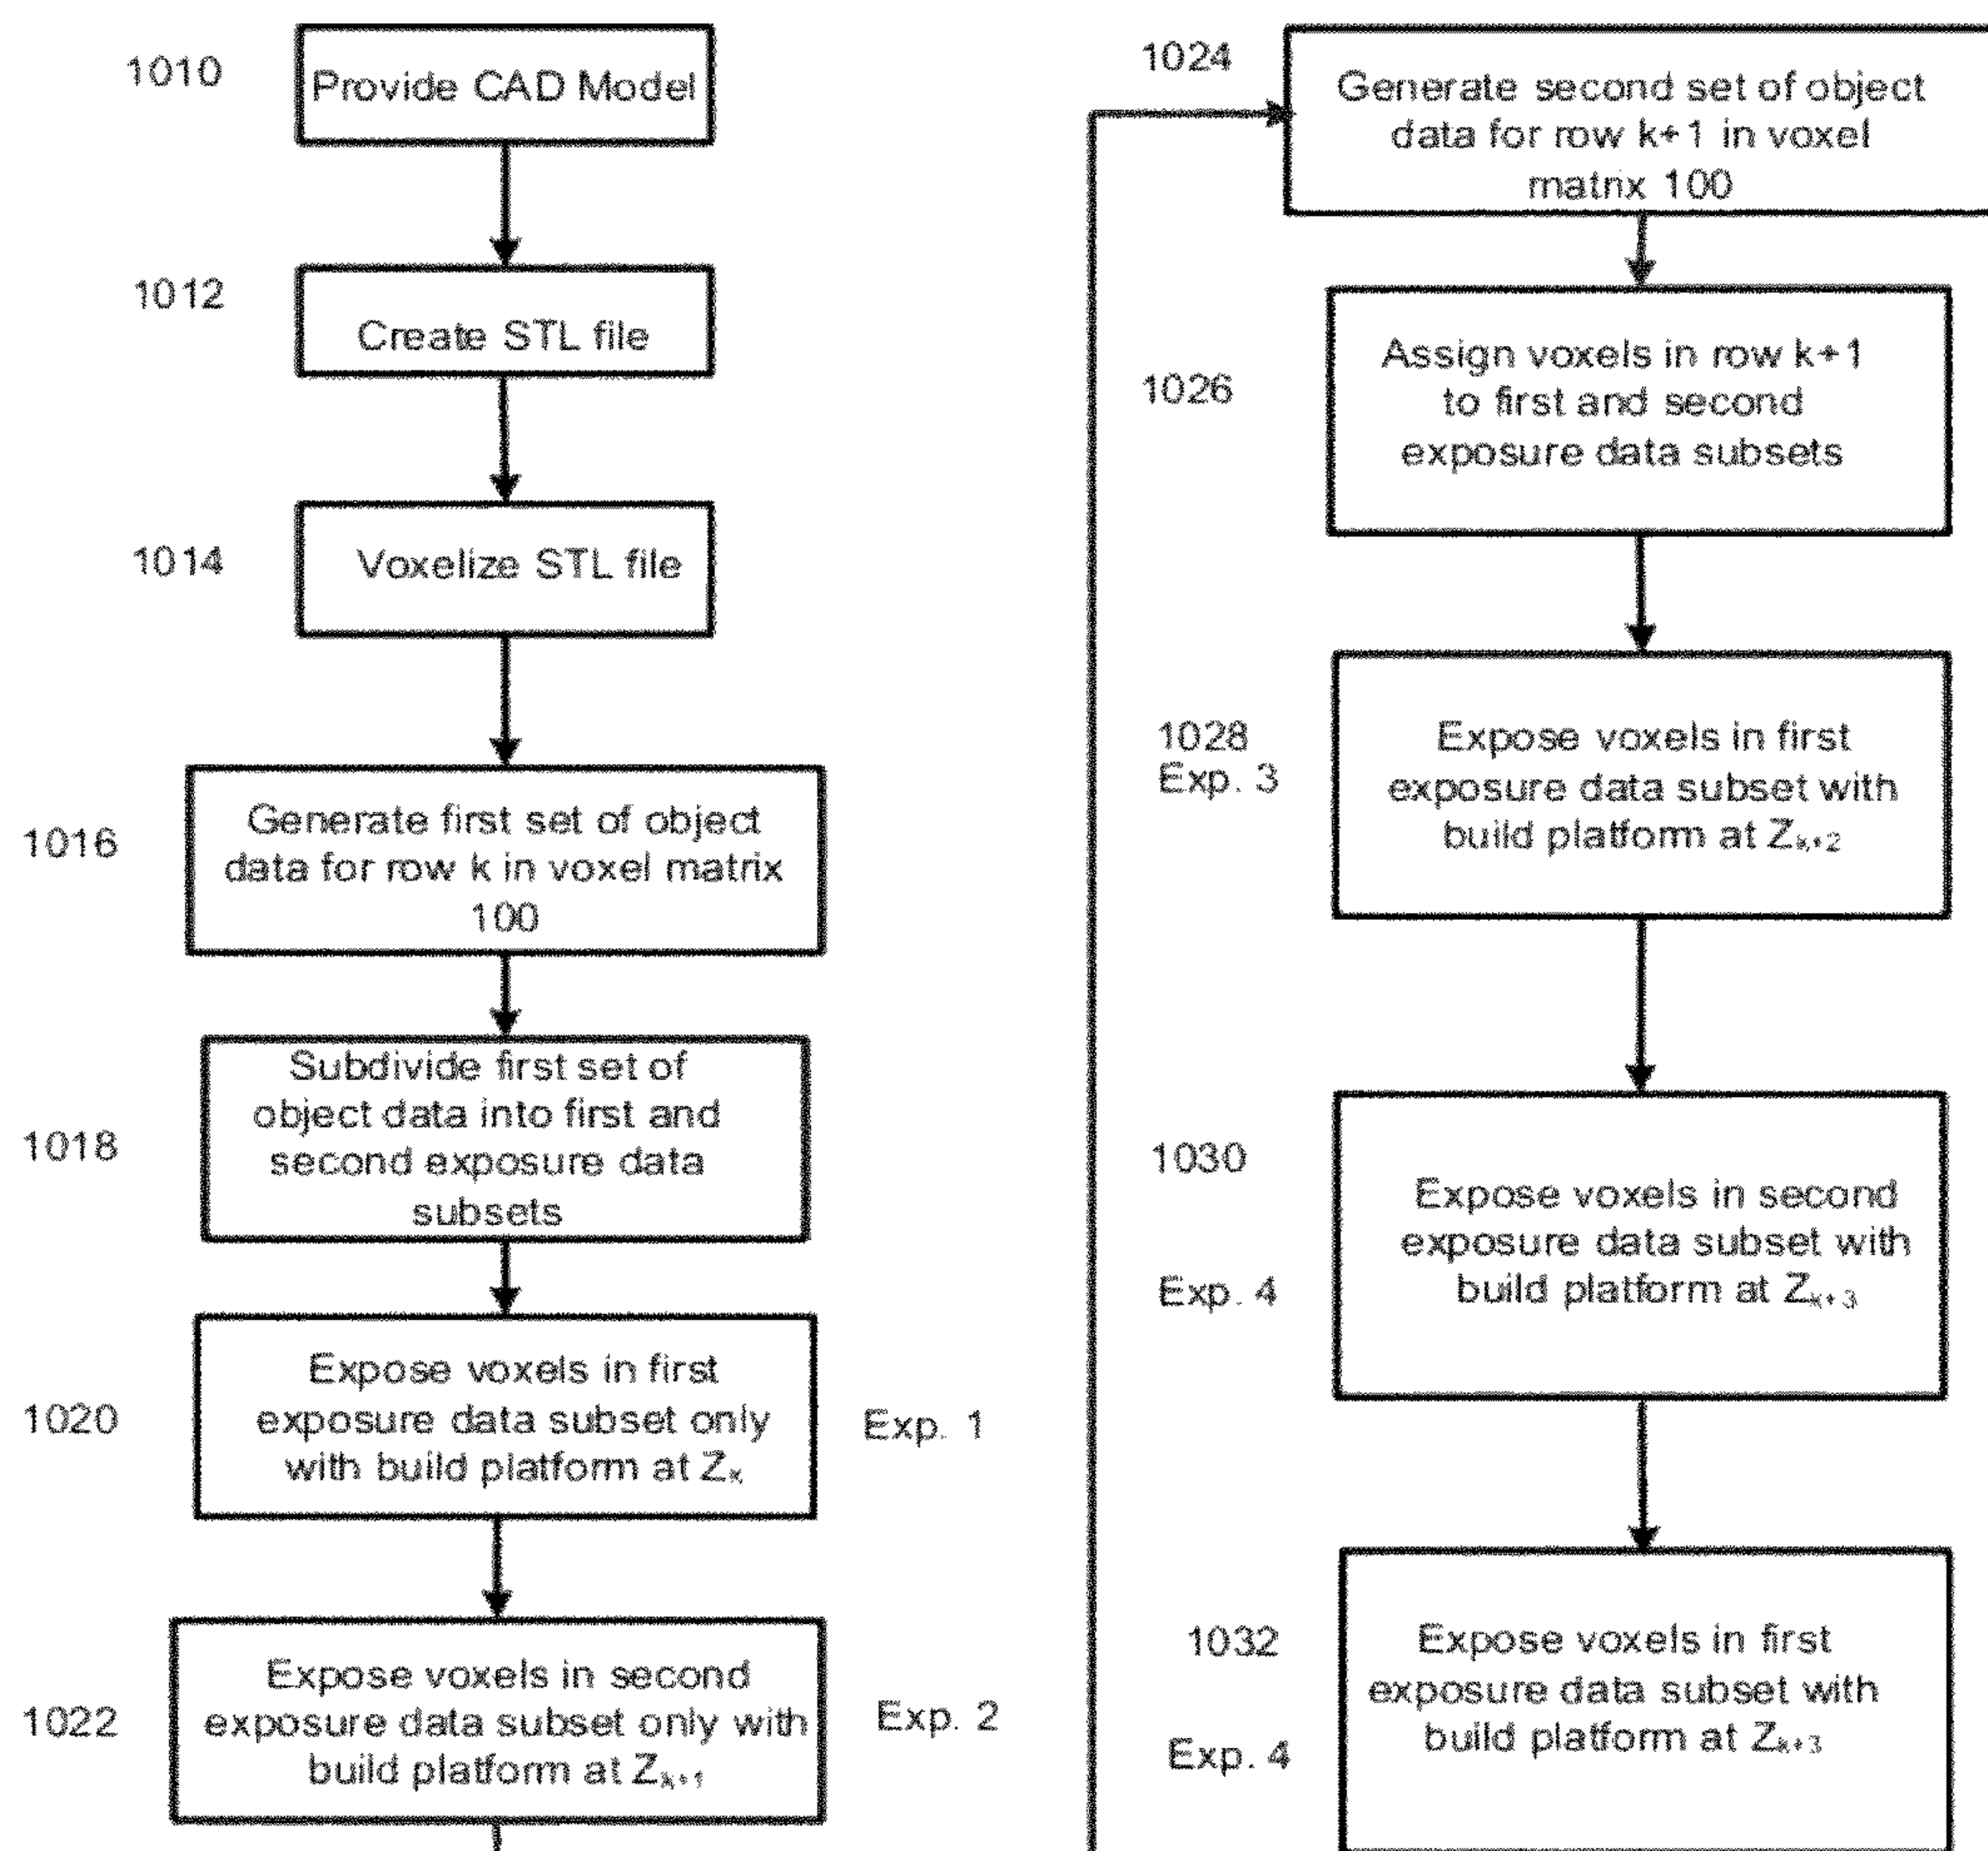 1010
Provide CAD Model
1012
Create STL file
1014
Voxelize STL file
1016
Generate first set of object
data for row k in voxel matrix
100
1018
Subdivide first set of
object data into first and
second exposure data
subsets
1020
Expose voxels in first
exposure data subset only
with build platform at Zk
Exp. 1
1022
Expose voxels in second
exposure data subset only with
build platform at Zk+1
Exp. 2
1024
Generate second set of object
data for row k+1 in voxel
matrix 100
1026
Assign voxels in row k+1
to first and second
exposure data subsets
1028
Exp. 3
Expose voxels in first
exposure data subset with
build platform at Zk+2
1030
Exp. 4
Expose voxels in second
exposure data subset with
build platform at Zk+3
1032
Exp. 4
Expose voxels in first
exposure data subset with
build platform at Zk+3